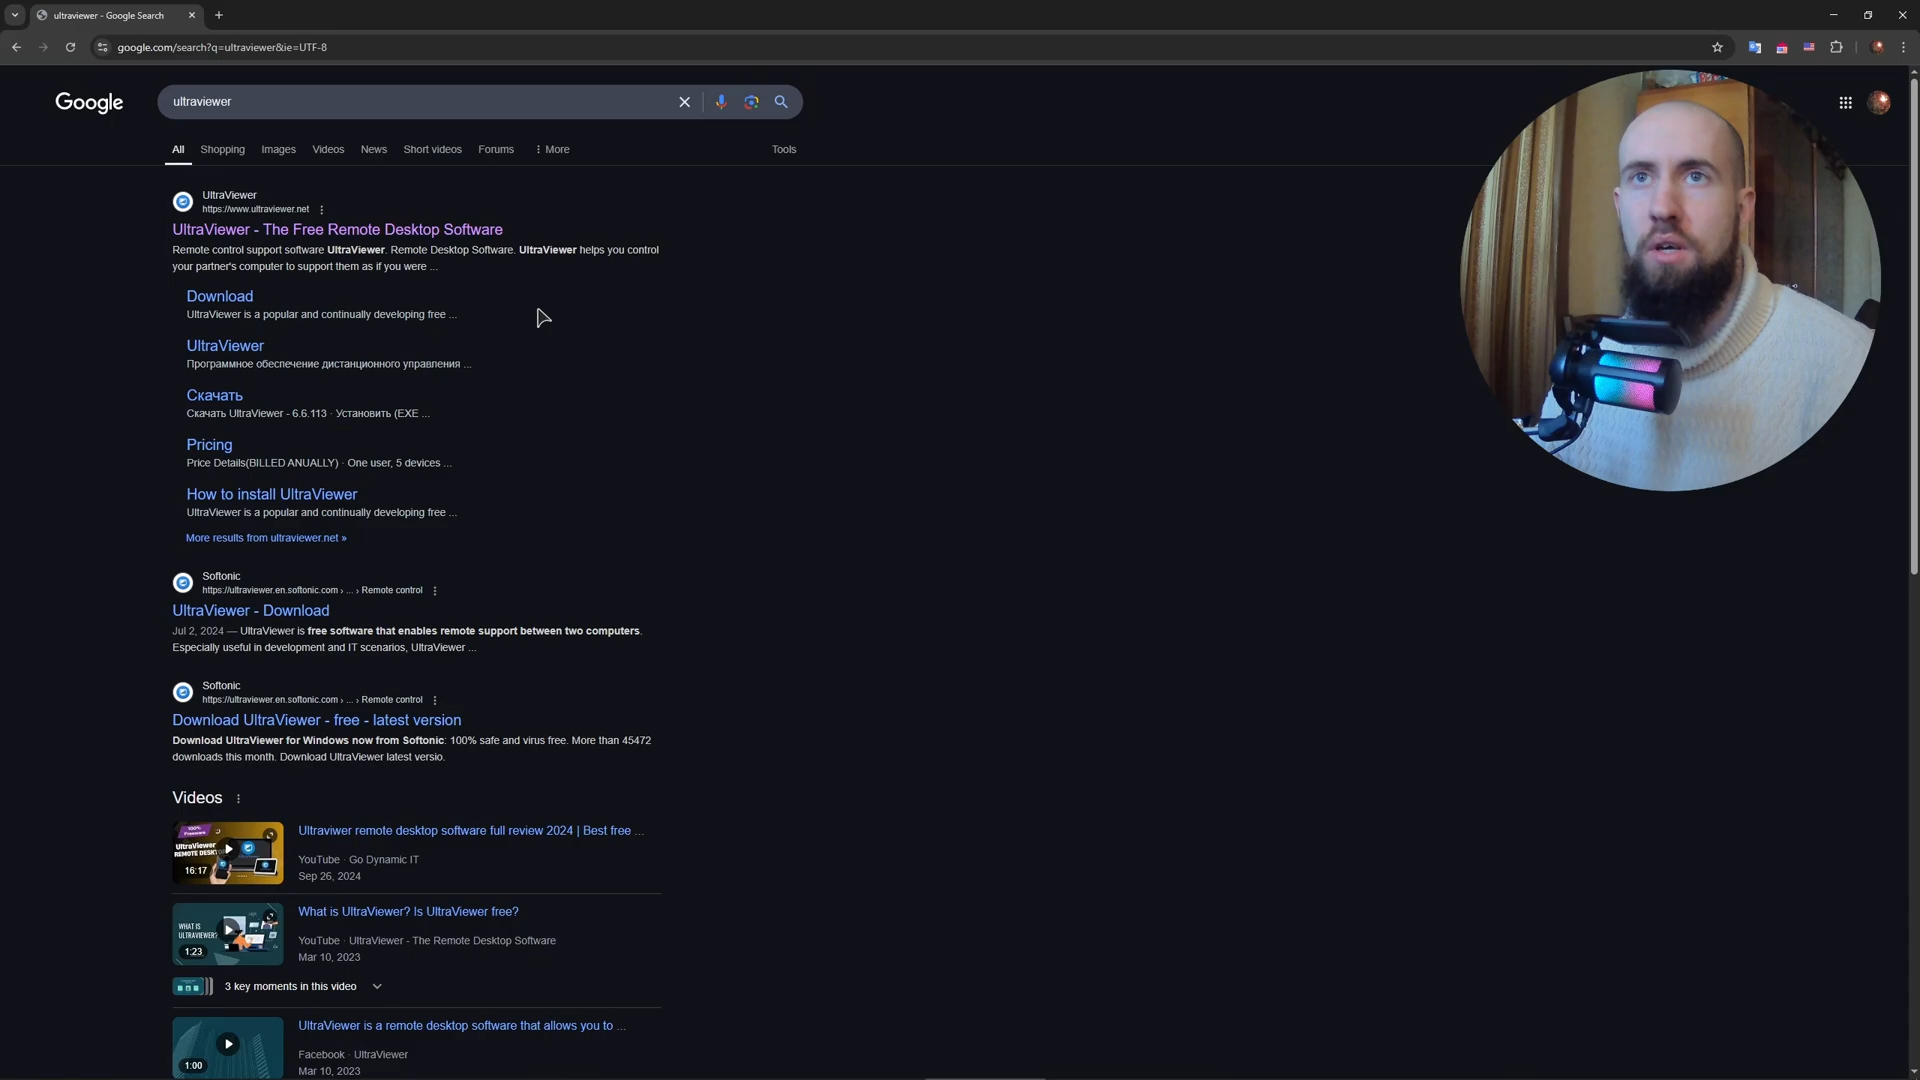 ultraviewer - Google Search
google.com/search?q=ultraviewer&ie=UTF-8
Google
ultraviewer
All
Shopping
Images
Videos
News
Short videos
Forums
More
Tools
UltraViewer
https://www.ultraviewer.net
UltraViewer - The Free Remote Desktop Software
Remote control support software UltraViewer. Remote Desktop Software. UltraViewer helps you control
your partner's computer to support them as if you were ...
Download
UltraViewer is a popular and continually developing free ...
UltraViewer
Программное обеспечение дистанционного управления ...
Скачать
Скачать UltraViewer - 6.6.113 · Установить (EXE ...
Pricing
Price Details(BILLED ANUALLY) · One user, 5 devices ...
How to install UltraViewer
UltraViewer is a popular and continually developing free ...
More results from ultraviewer.net »
Softonic
https://ultraviewer.en.softonic.com › ... › Remote control
UltraViewer - Download
Jul 2, 2024 — UltraViewer is free software that enables remote support between two computers.
Especially useful in development and IT scenarios, UltraViewer ...
Softonic
https://ultraviewer.en.softonic.com › ... › Remote control
Download UltraViewer - free - latest version
Download UltraViewer for Windows now from Softonic: 100% safe and virus free. More than 45472
downloads this month. Download UltraViewer latest versio.
Videos
100%
UltraViewer
REMOTE DESKTOP
16:17
Ultraviwer remote desktop software full review 2024 | Best free ...
YouTube · Go Dynamic IT
Sep 26, 2024
WHAT IS
ULTRAVIEWER?
1:23
What is UltraViewer? Is UltraViewer free?
YouTube · UltraViewer - The Remote Desktop Software
Mar 10, 2023
3 key moments in this video
1:00
UltraViewer is a remote desktop software that allows you to ...
Facebook · UltraViewer
Mar 10, 2023